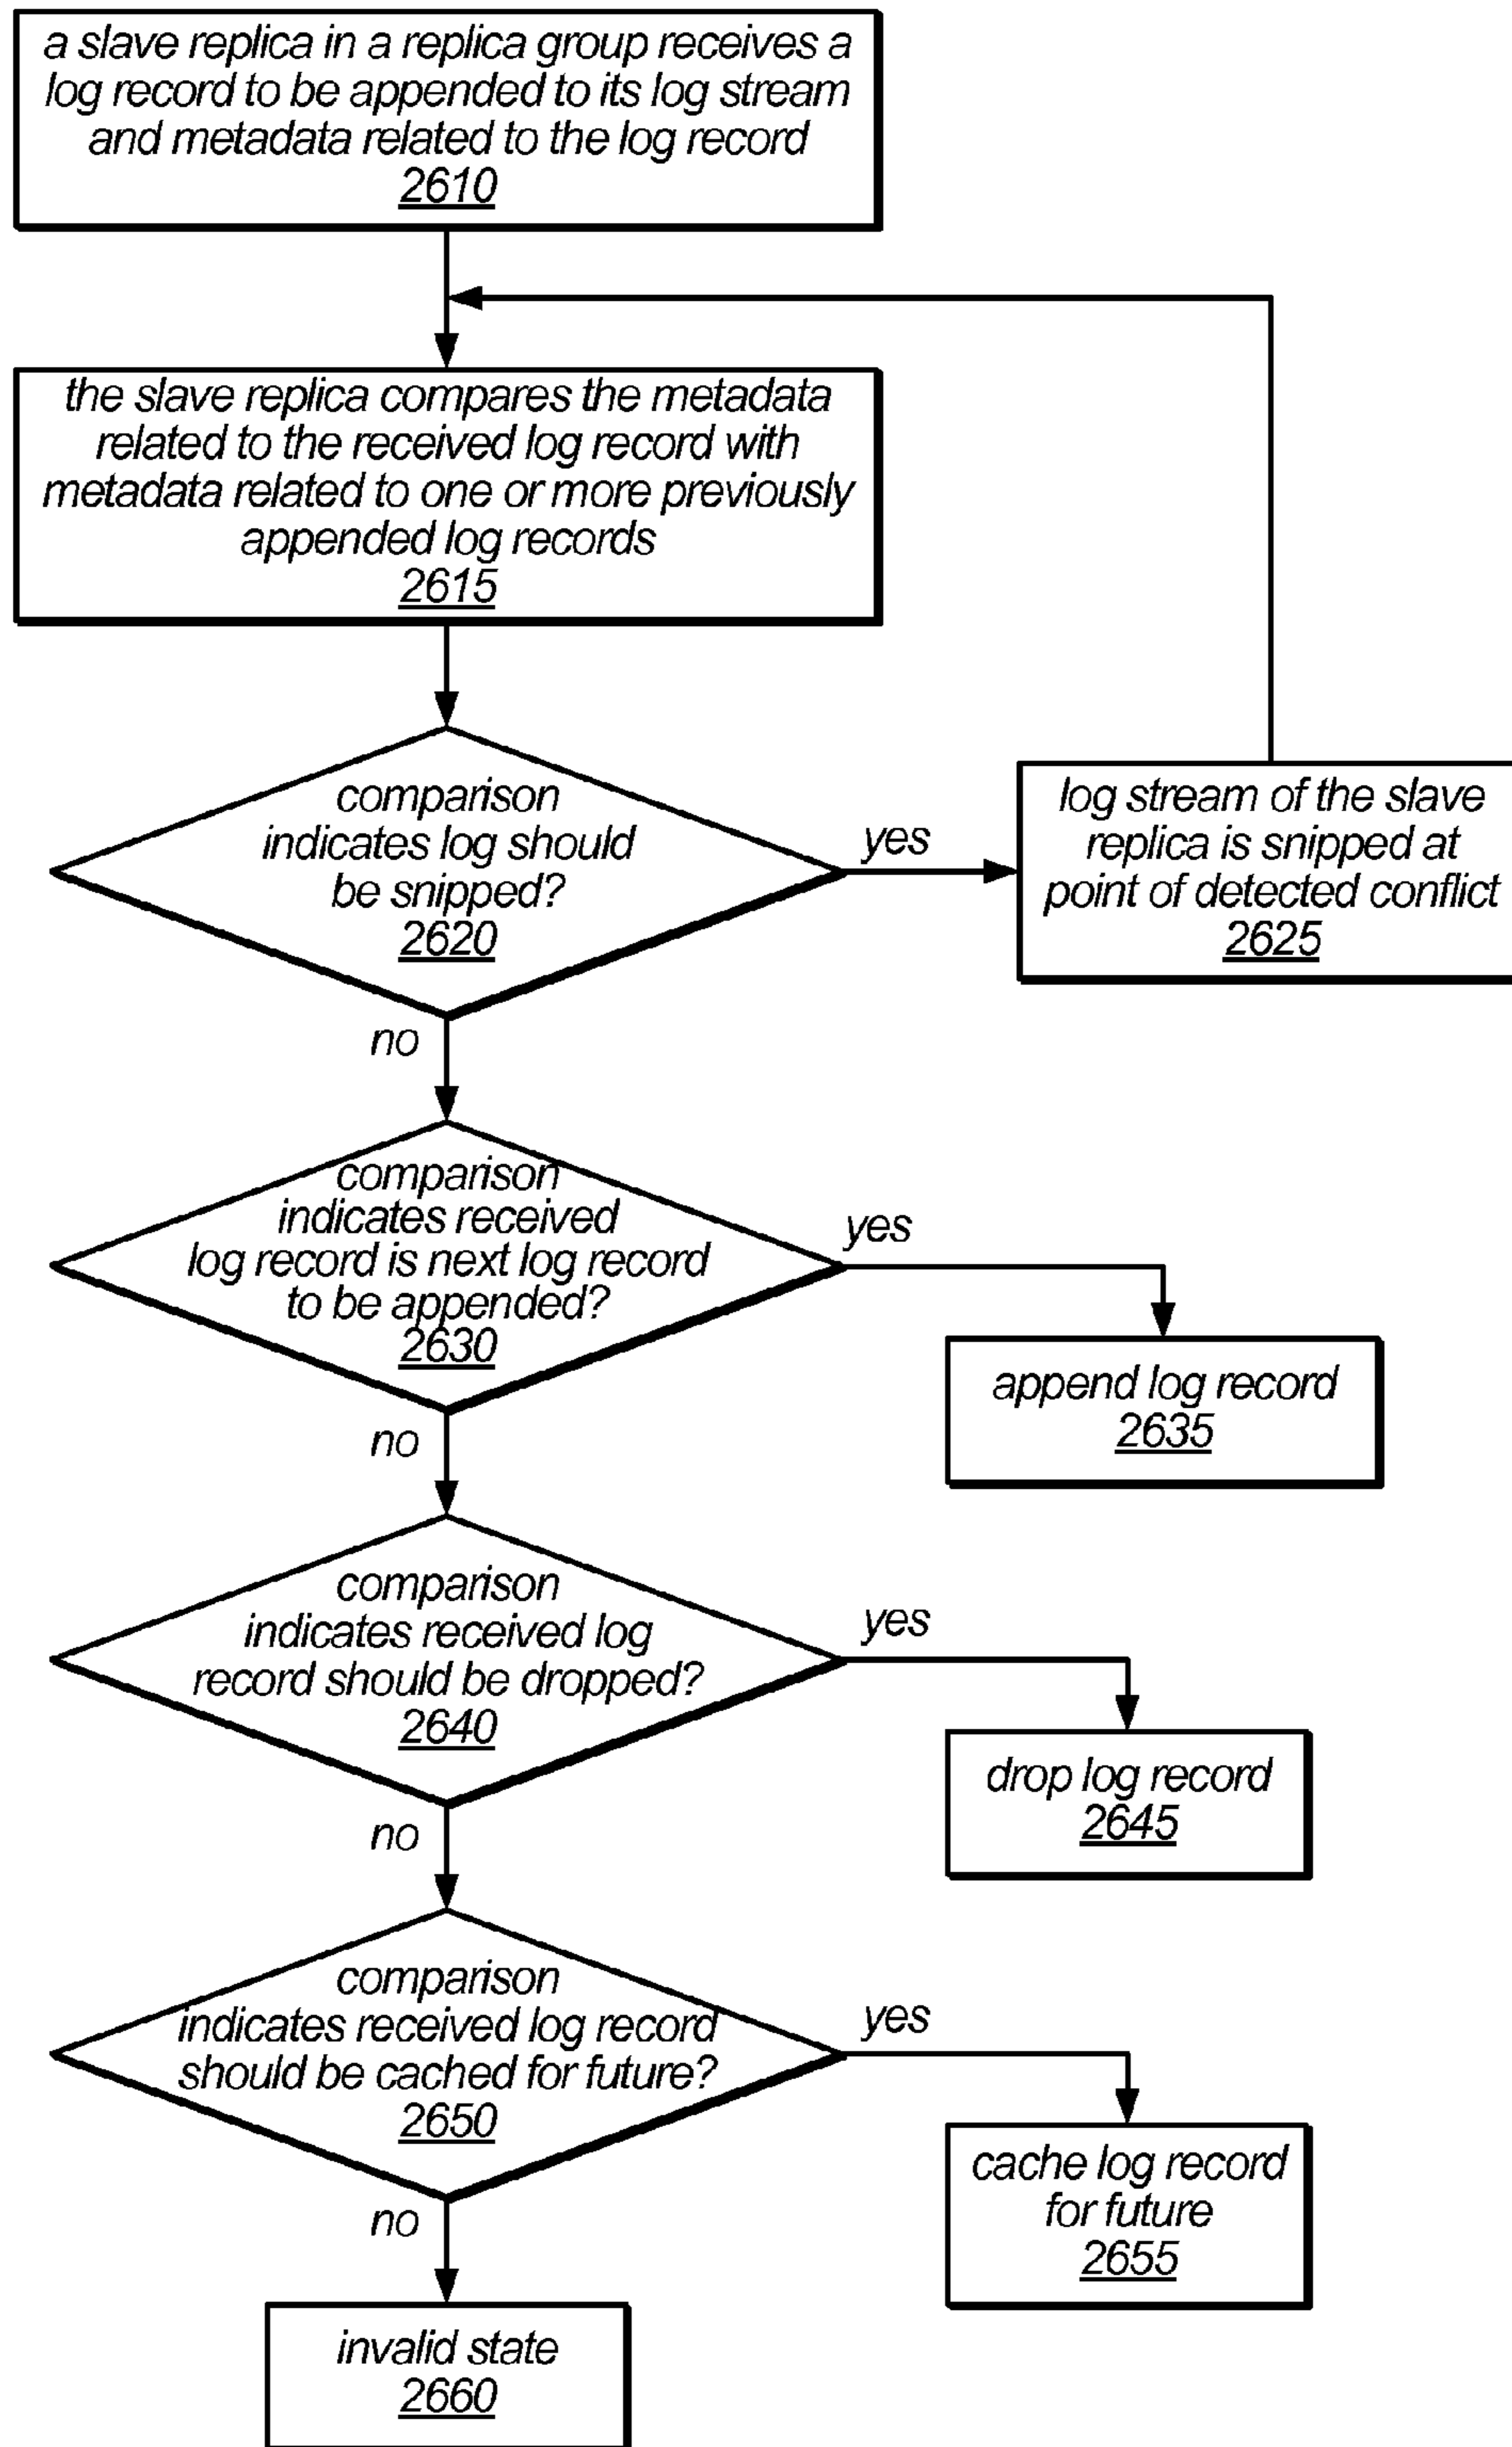 a slave replica in a replica group receives a
log record to be appended to its log stream
and metadata related to the log record
2610
the slave replica compares the metadata
related to the received log record with
metadata related to one or more previously
appended log records
2615
comparison
indicates log should
be snipped?
2620
yes
log stream of the slave
replica is snipped at
point of detected conflict
2625
no
comparison
indicates received
log record is next log record
to be appended?
2630
yes
append log record
2635
no
comparison
indicates received log
record should be dropped?
2640
yes
drop log record
2645
no
comparison
indicates received log record
should be cached for future?
2650
yes
cache log record
for future
2655
no
invalid state
2660